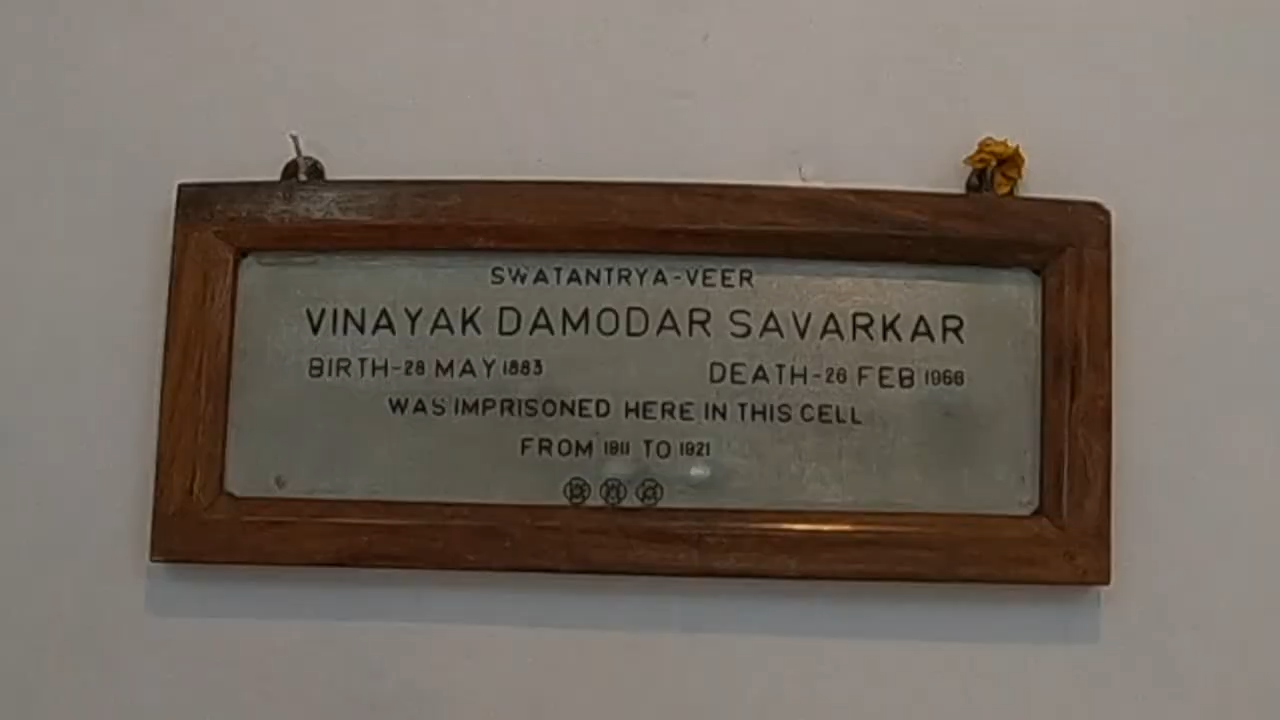 SWATANTRYA-VEER
VINAYAK DAMODAR SAVARKAR
BIRTH-28 MAY 1883 DEATH-26 FEB 1966
WAS IMPRISONED HERE IN THIS CELL
FROM 1911 TO 1921